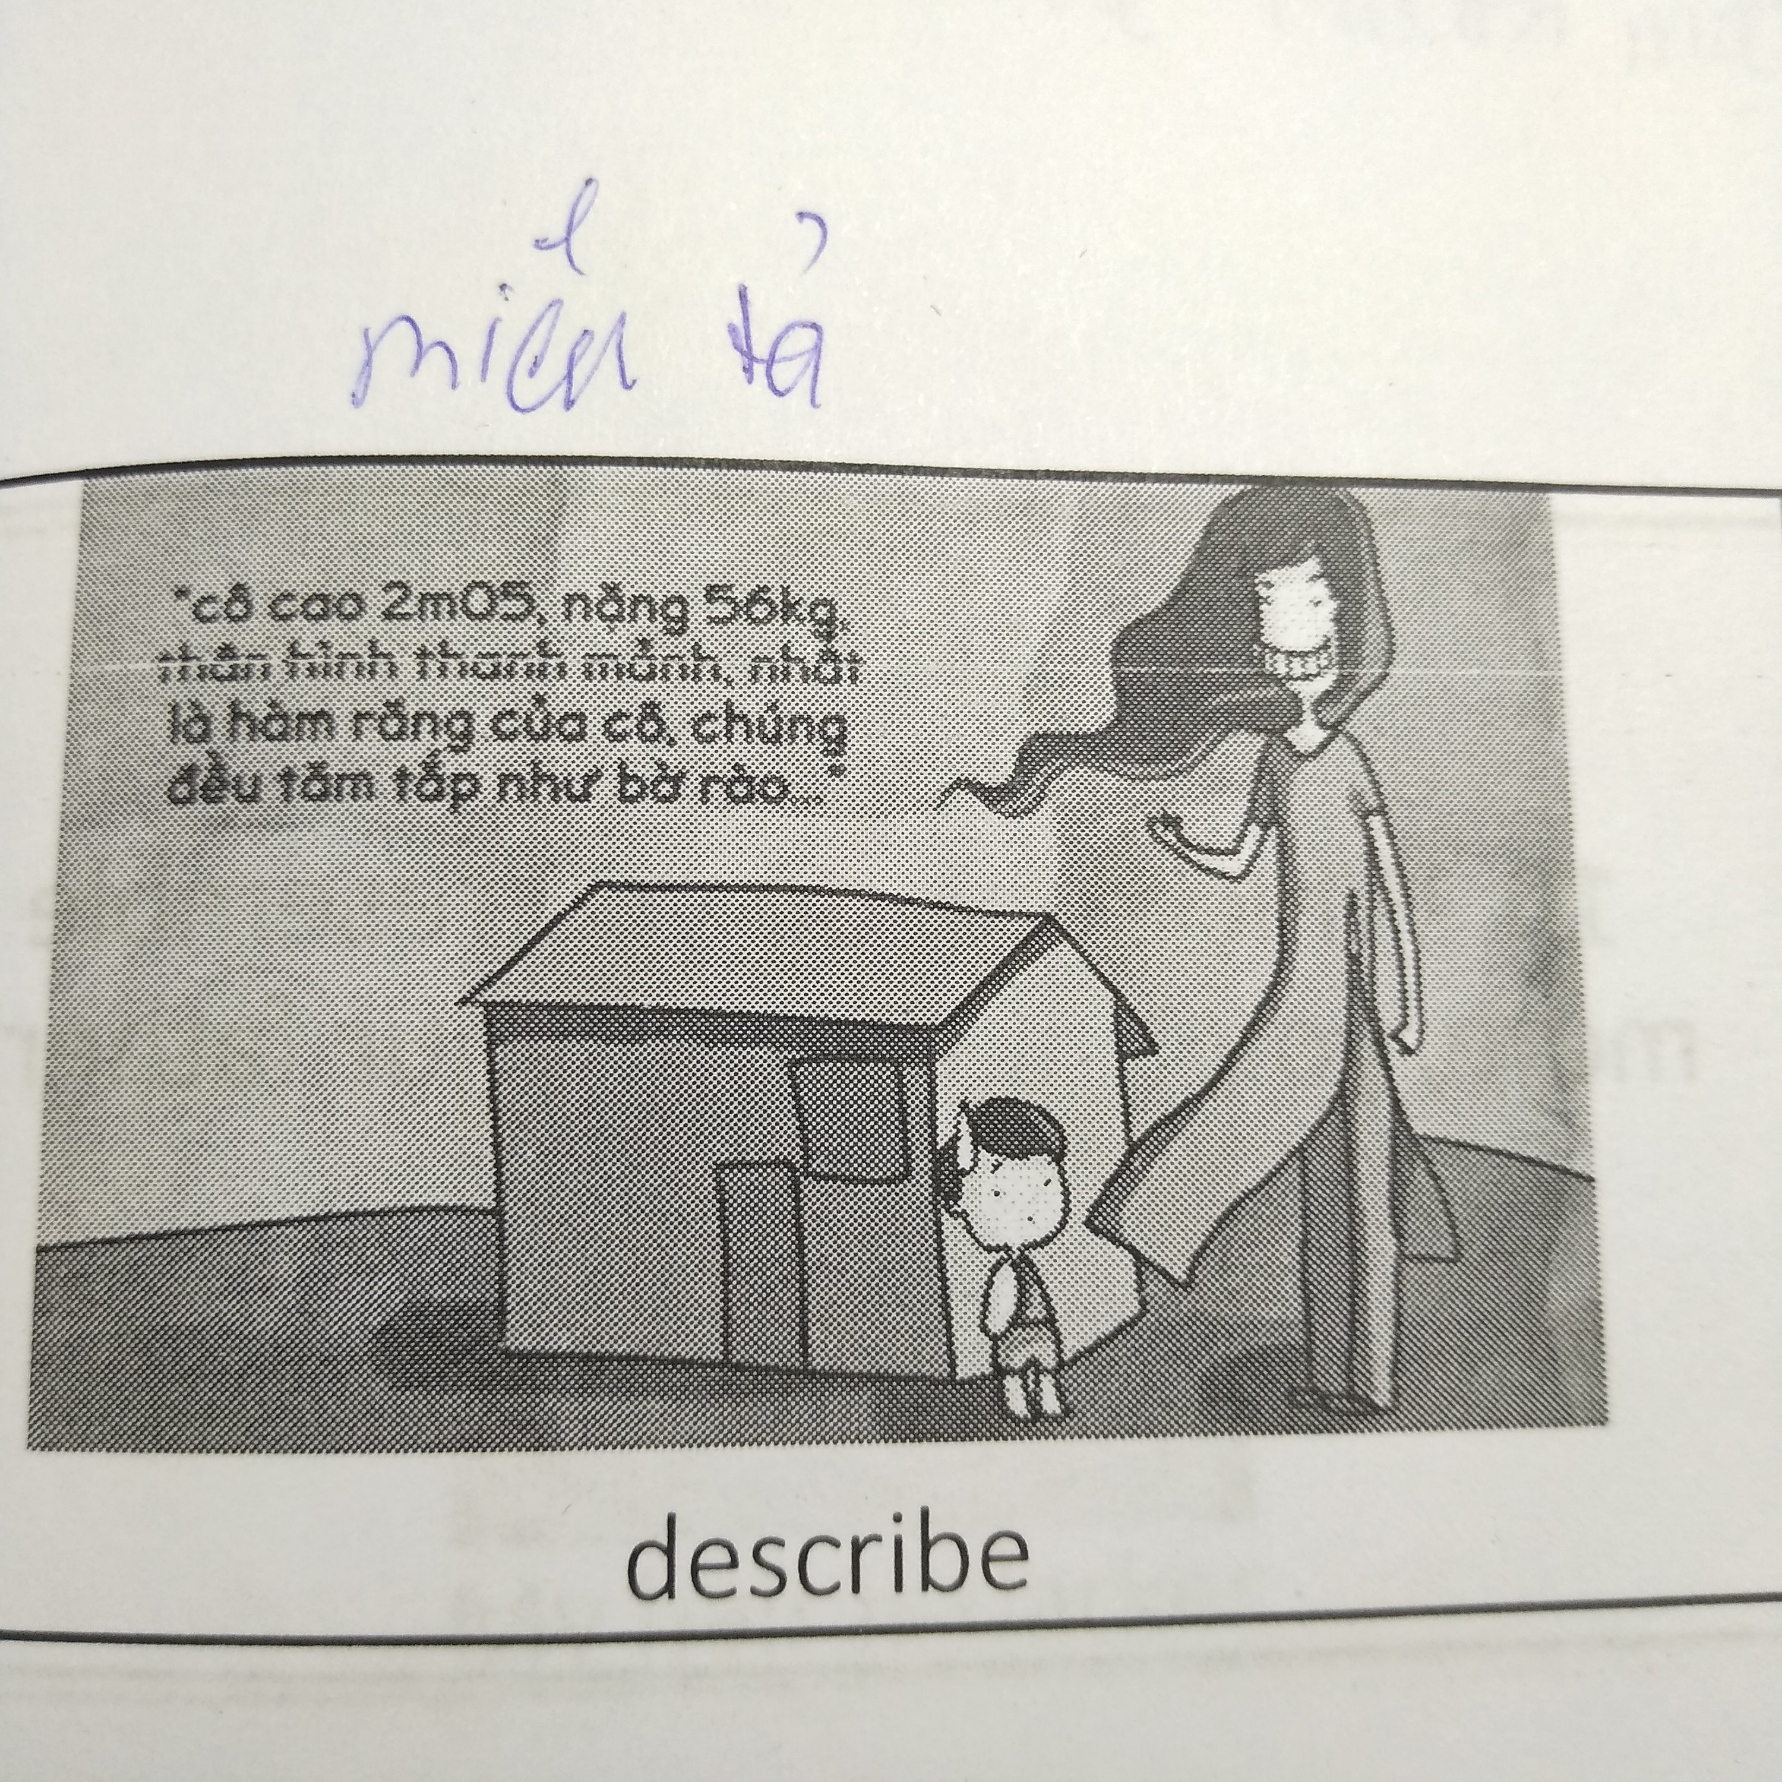 miển tả
"cô cao 2m05, nặng 56kg,
thân hình thanh mảnh, nhất
là hàm răng của cô, chúng
đều tăm tắp như bờ rào..."
describe